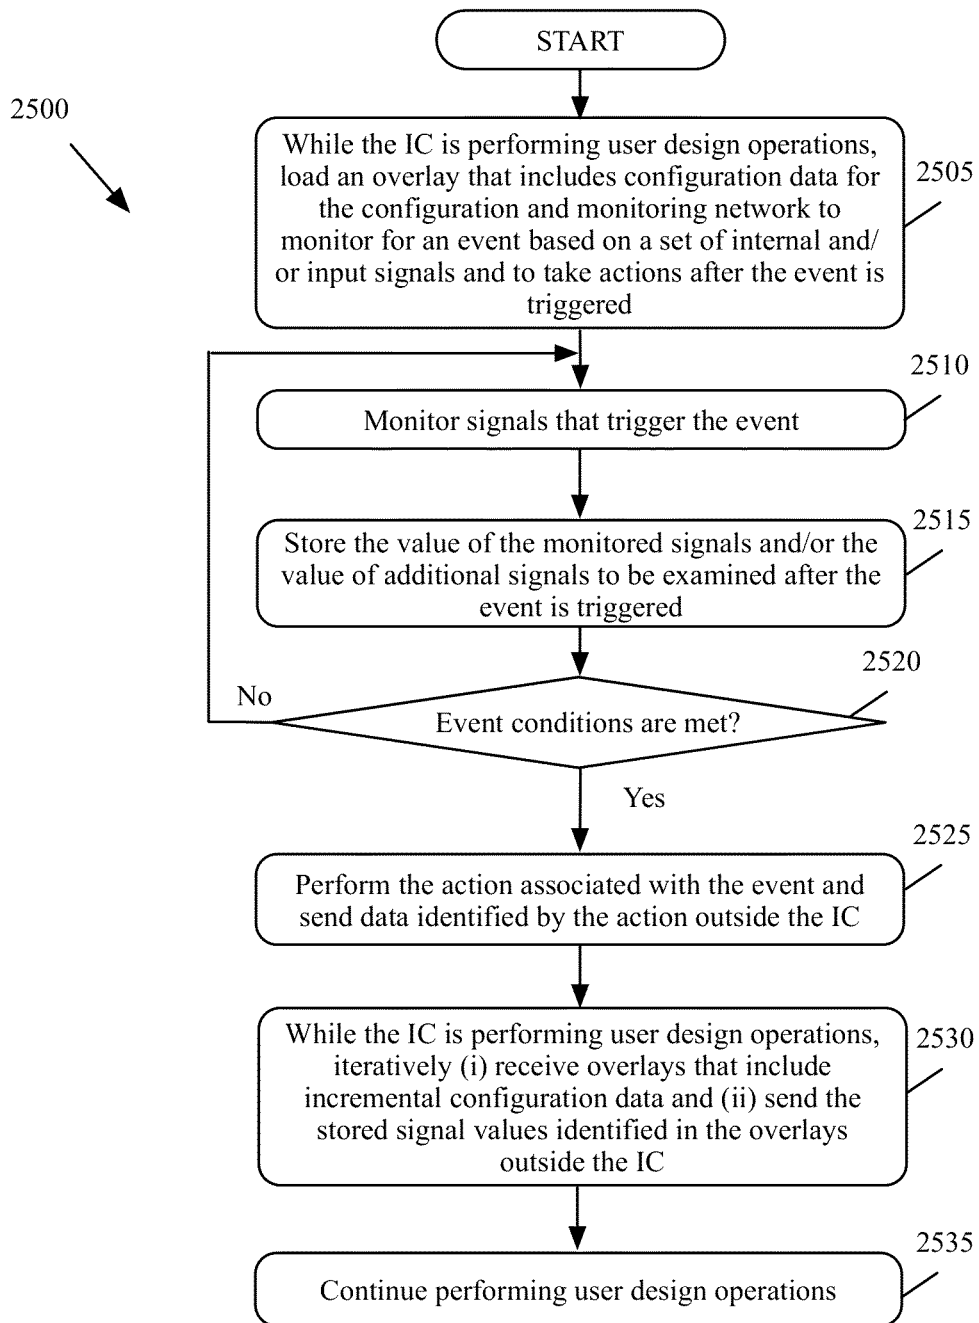 START
2500
While the IC is performing user design operations,
load an overlay that includes configuration data for
the configuration and monitoring network to
monitor for an event based on a set of internal and/
or input signals and to take actions after the event is
triggered
2505
2510
Monitor signals that trigger the event
2515
Store the value of the monitored signals and/or the
value of additional signals to be examined after the
event is triggered
2520
No
Event conditions are met?
Yes
2525
Perform the action associated with the event and
send data identified by the action outside the IC
2530
While the IC is performing user design operations,
iteratively (i) receive overlays that include
incremental configuration data and (ii) send the
stored signal values identified in the overlays
outside the IC
2535
Continue performing user design operations